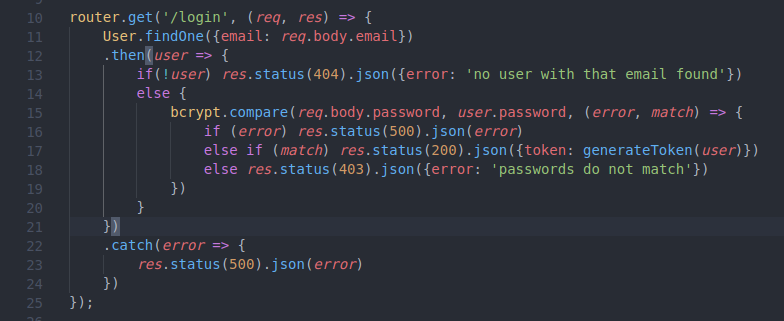 10 router.get('/login', (req, res) => {
11     User.findOne({email: req.body.email})
12     .then(user => {
13         if(!user) res.status(404).json({error: 'no user with that email found'})
14         else {
15             bcrypt.compare(req.body.password, user.password, (error, match) => {
16                 if (error) res.status(500).json(error)
17                 else if (match) res.status(200).json({token: generateToken(user)})
18                 else res.status(403).json({error: 'passwords do not match'})
19             })
20         }
21     })
22     .catch(error => {
23         res.status(500).json(error)
24     })
25 });